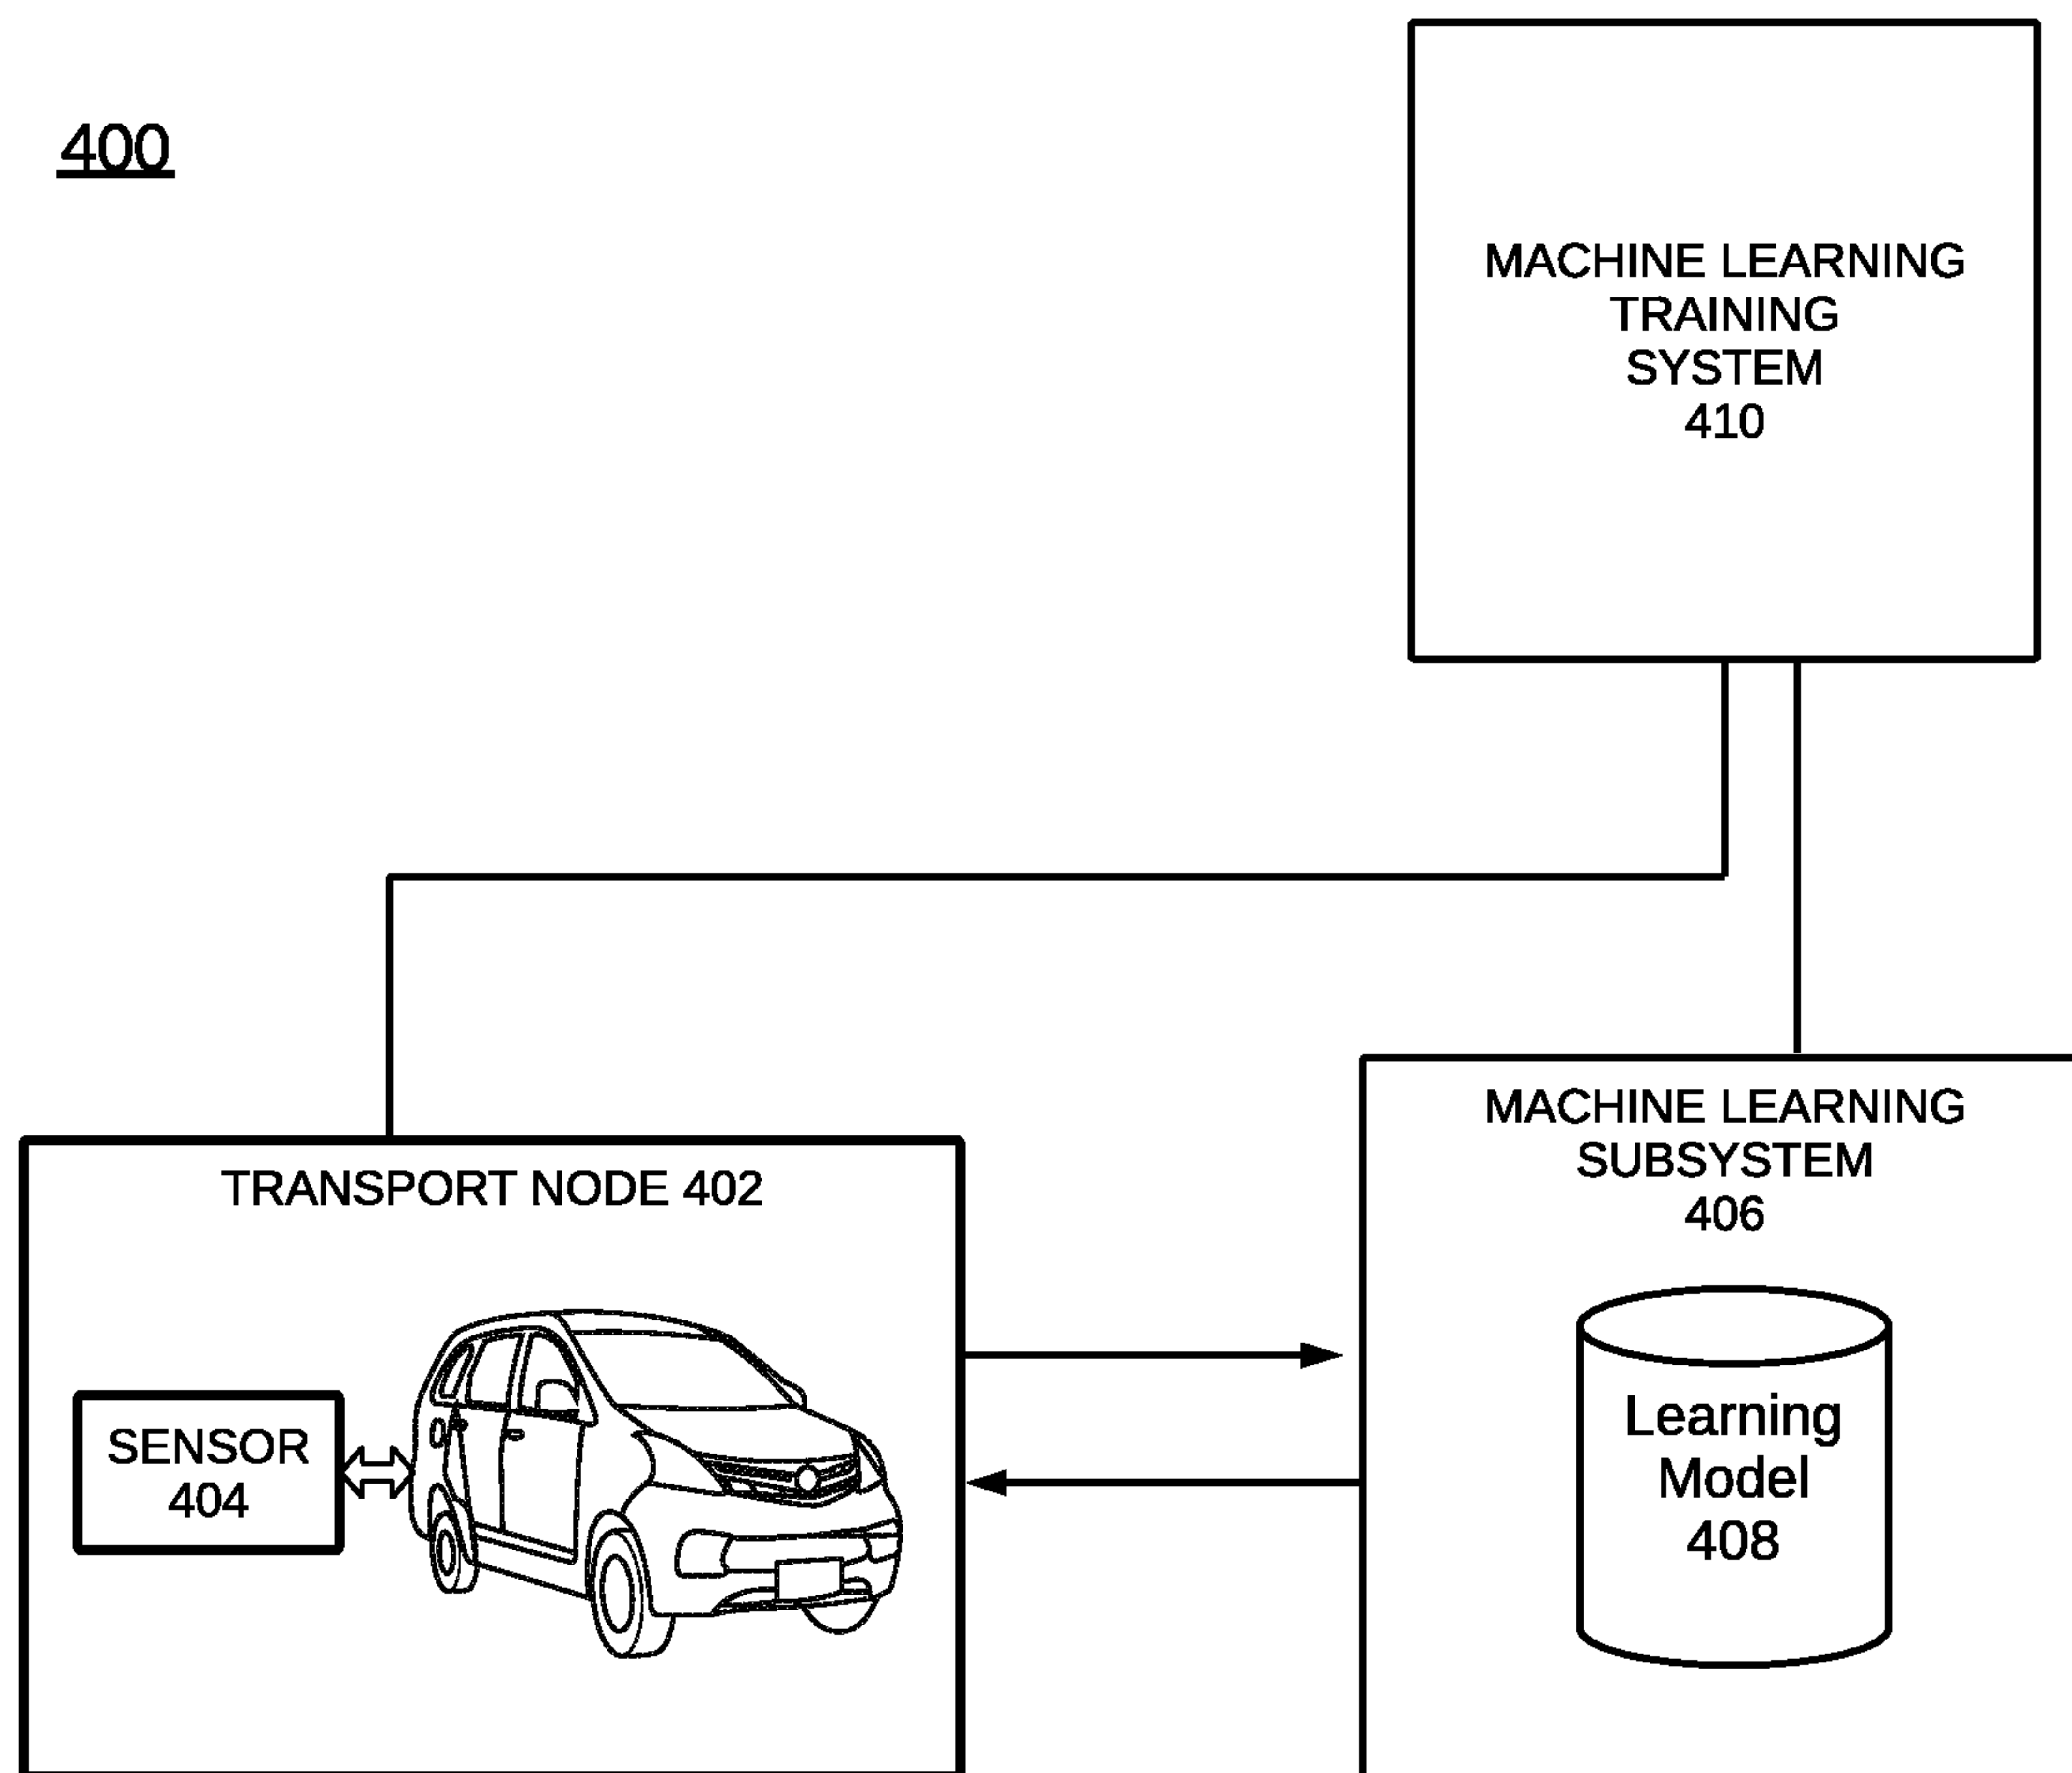 400
MACHINE LEARNING
TRAINING
SYSTEM
410
TRANSPORT NODE 402
SENSOR
404
MACHINE LEARNING
SUBSYSTEM
406
Learning
Model
408